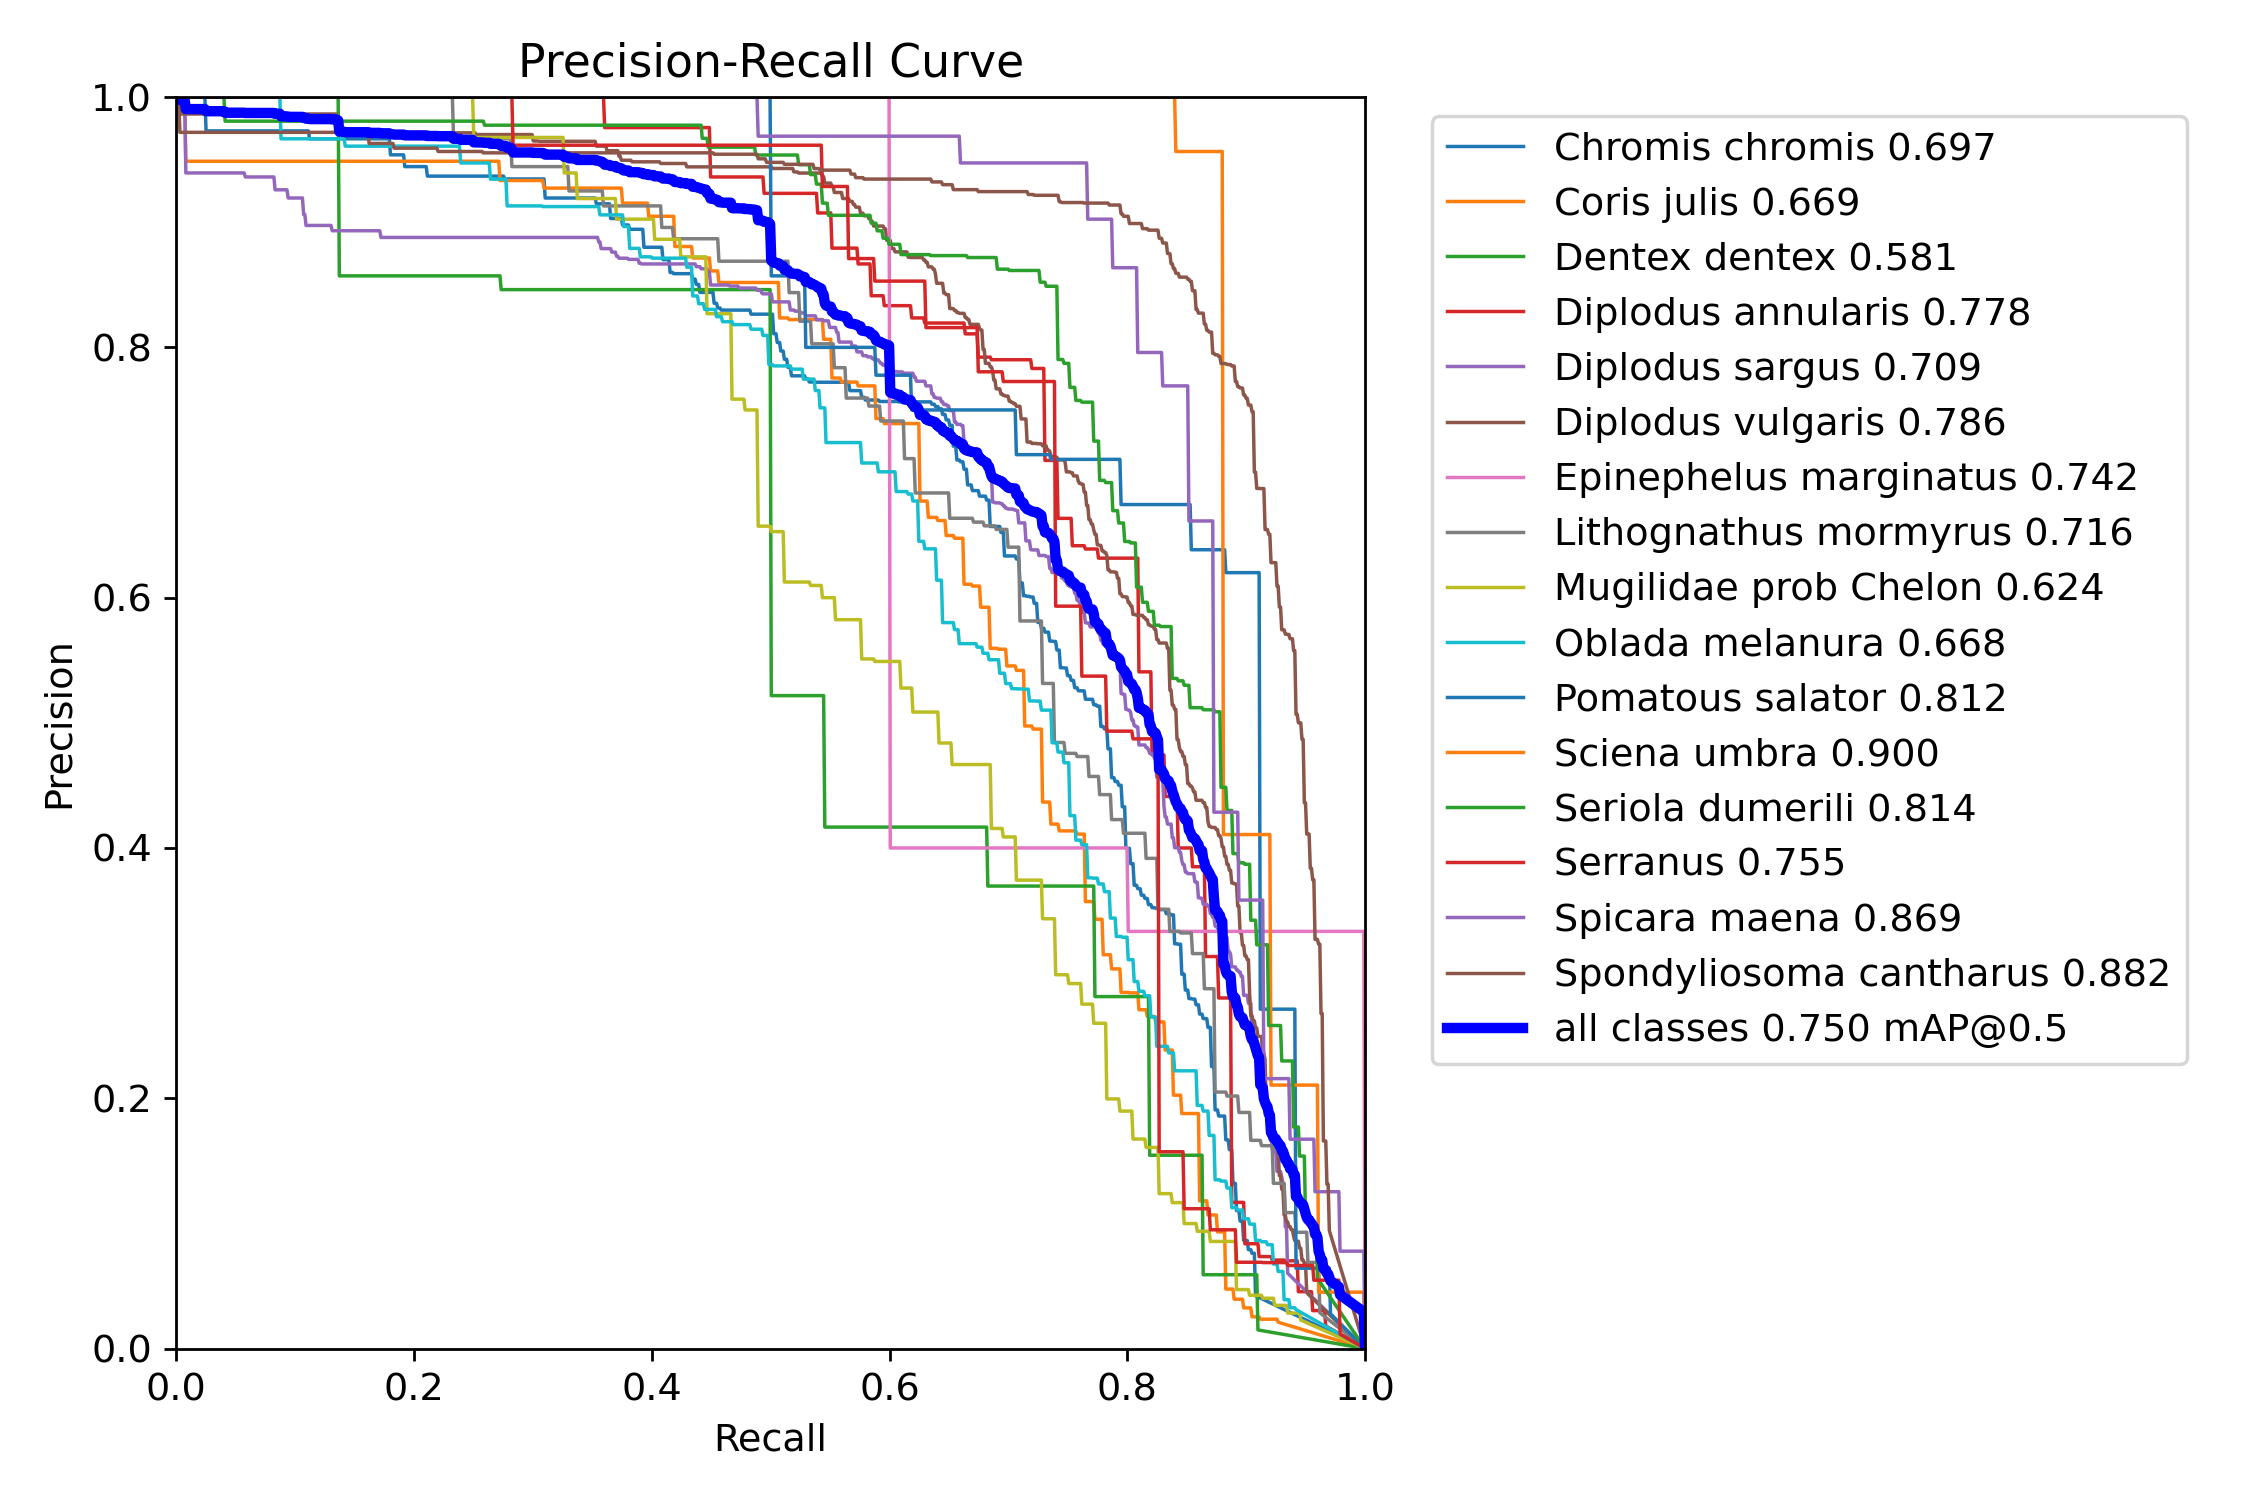 Precision-Recall Curve
1.0
0.8
0.6
0.4
0.2
0.0
Precision
0.0 0.2 0.4 0.6 0.8 1.0
Recall
Chromis chromis 0.697
Coris julis 0.669
Dentex dentex 0.581
Diplodus annularis 0.778
Diplodus sargus 0.709
Diplodus vulgaris 0.786
Epinephelus marginatus 0.742
Lithognathus mormyrus 0.716
Mugilidae prob Chelon 0.624
Oblada melanura 0.668
Pomatous salator 0.812
Sciena umbra 0.900
Seriola dumerili 0.814
Serranus 0.755
Spicara maena 0.869
Spondyliosoma cantharus 0.882
all classes 0.750 mAP@0.5